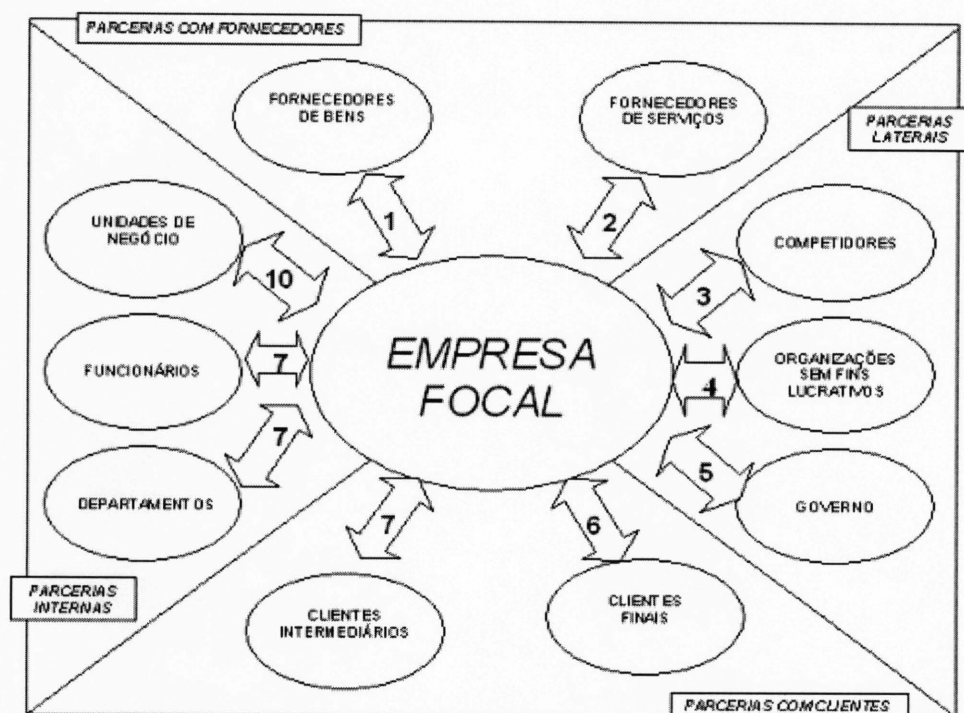 PARCERIAS COM FORNECEDORES
FORNECEDORES
DE BENS
FORNECEDORES
DE SERVIÇOS
PARCERIAS
LATERAIS
UNIDADES DE
NEGÓCIO
1
2
COMPETIDORES
10
3
EMPRESA
FOCAL
FUNCIONÁRIOS
7
4
ORGANIZAÇÕES
SEM FINS
LUCRATIVOS
7
5
DEPARTAMENTOS
GOVERNO
7
6
PARCERIAS
INTERNAS
CLIENTES
INTERMEDIÁRIOS
CLIENTES
FINAIS
PARCERIAS COM CLIENTES